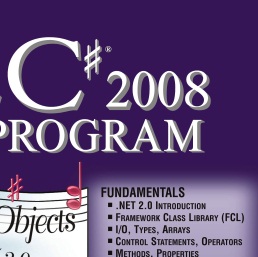 C#® 2008
PROGRAM
FUNDAMENTALS
▪ .NET 2.0 INTRODUCTION
▪ FRAMEWORK CLASS LIBRARY (FCL)
▪ I/O, TYPES, ARRAYS
▪ CONTROL STATEMENTS, OPERATORS
▪ METHODS, PROPERTIES
Objects